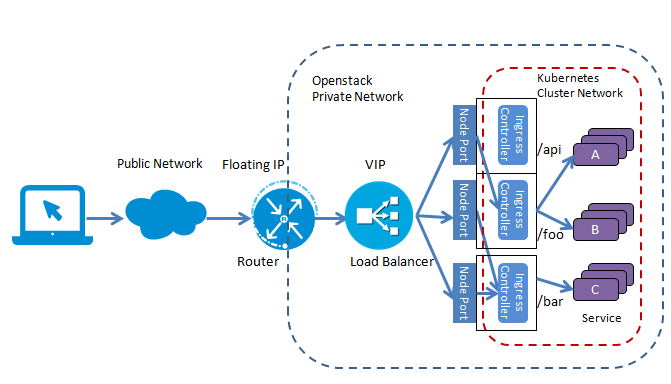 Openstack
Private Network
Kubernetes
Cluster Network
Public Network
Floating IP
VIP
Router
R
Load Balancer
Node Port
Ingress
Controller
/api
A
Node Port
Ingress
Controller
/foo
B
Node Port
Ingress
Controller
/bar
C
Service